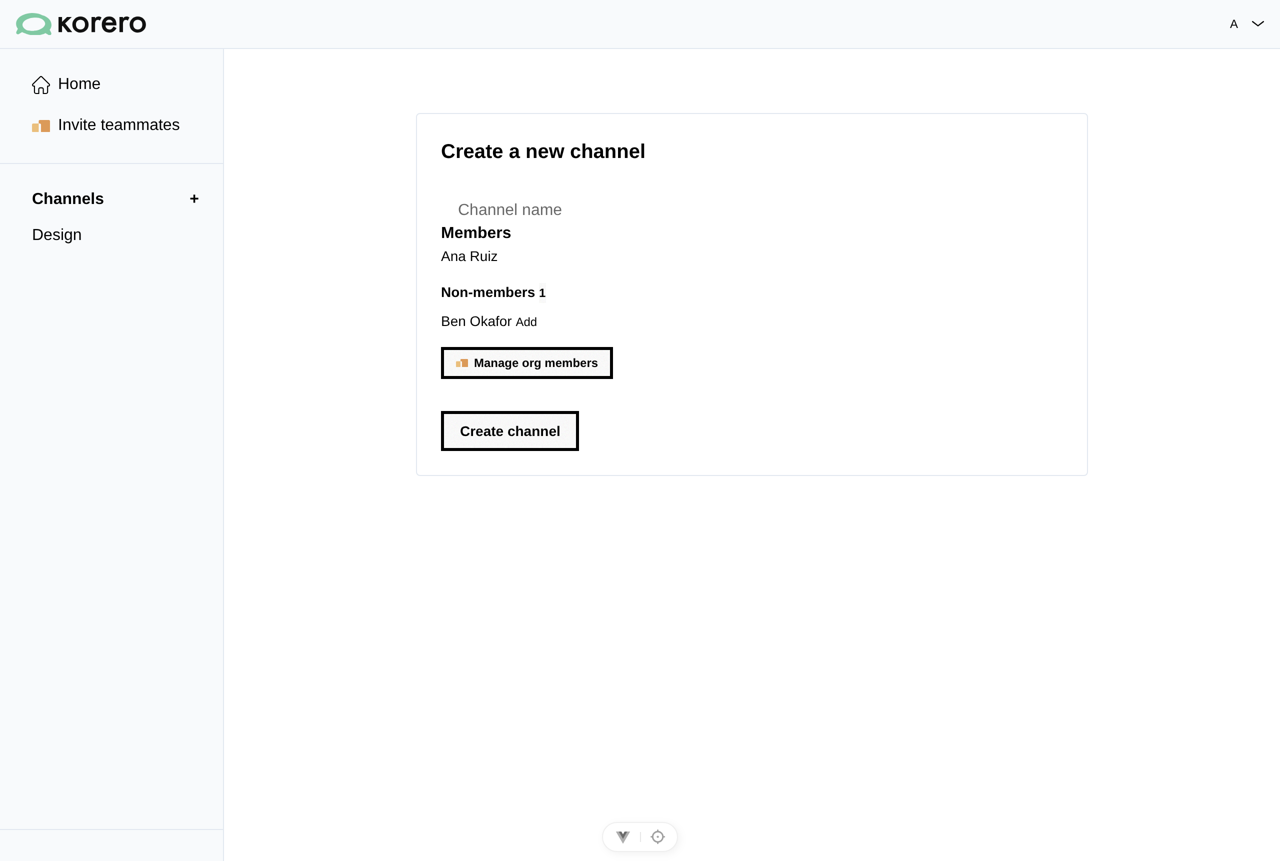 korero
A
Home
Invite teammates
Channels +
Design
Create a new channel
Channel name
Members
Ana Ruiz
Non-members 1
Ben Okafor Add
Manage org members
Create channel